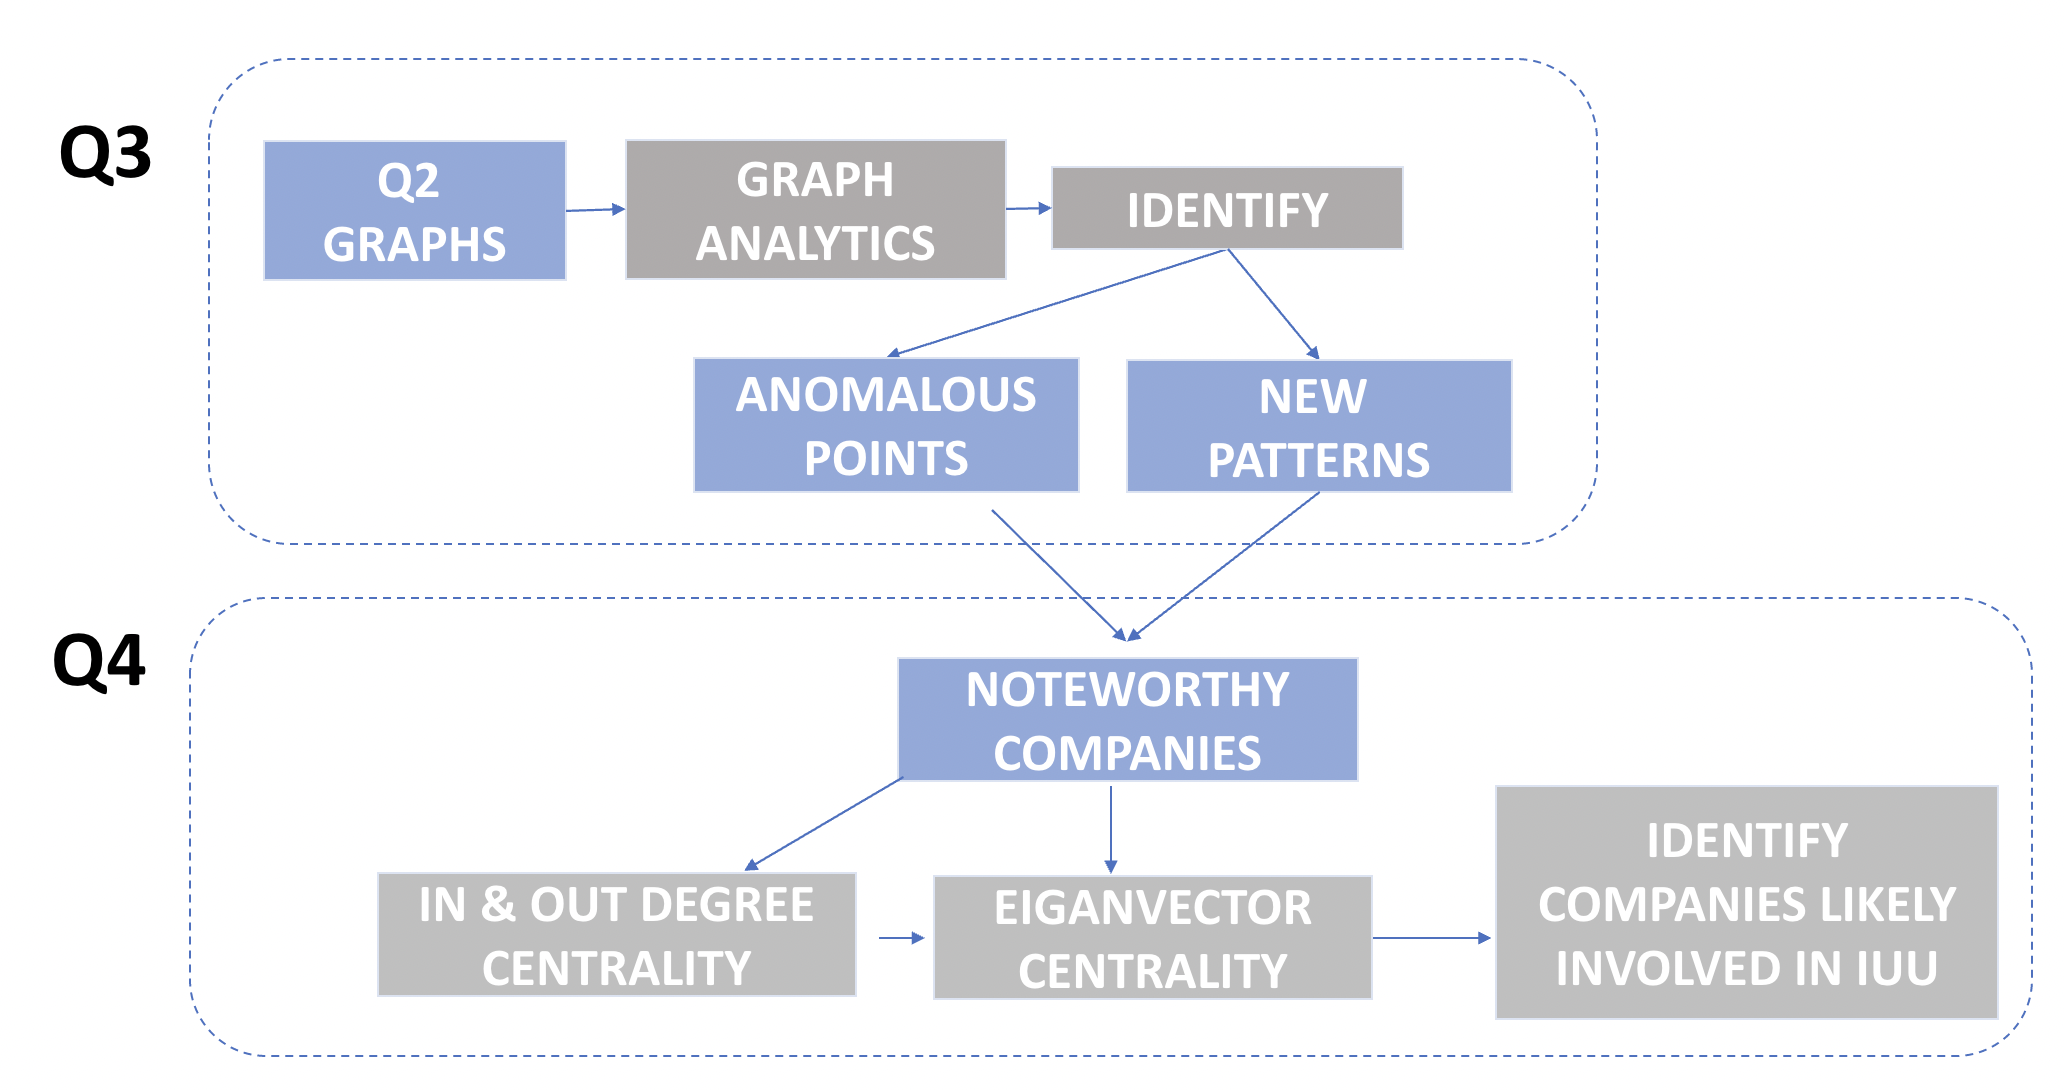 Q3
Q2
GRAPHS
GRAPH
ANALYTICS
IDENTIFY
ANOMALOUS
POINTS
NEW
PATTERNS
Q4
NOTEWORTHY
COMPANIES
IN & OUT DEGREE
CENTRALITY
EIGANVECTOR
CENTRALITY
IDENTIFY
COMPANIES LIKELY
INVOLVED IN IUU